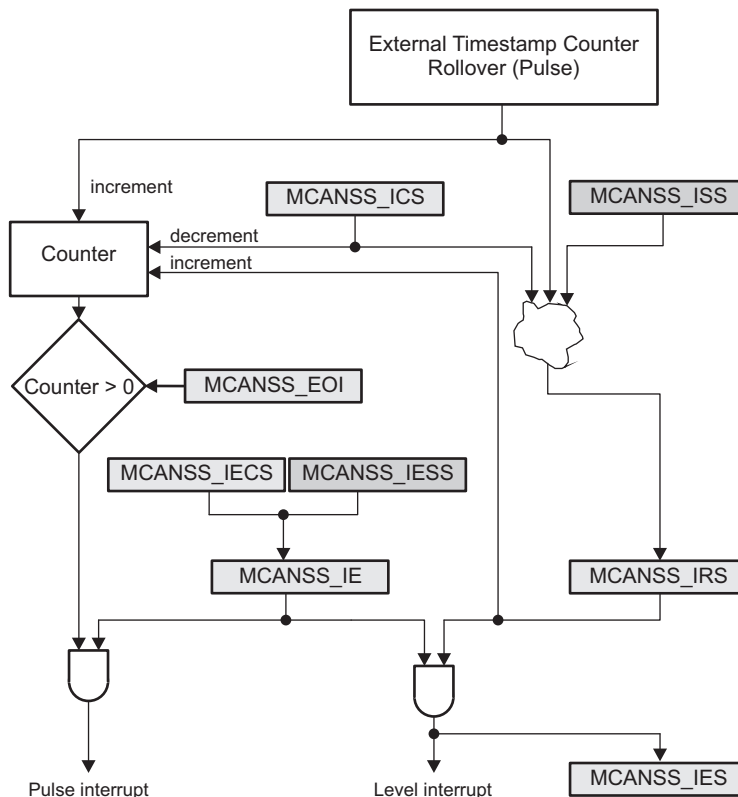 External Timestamp Counter
Rollover (Pulse)
increment
MCANSS_ICS
MCANSS_ISS
decrement
Counter
increment
Counter > 0
MCANSS_EOI
MCANSS_IECS
MCANSS_IESS
MCANSS_IE
MCANSS_IRS
MCANSS_IES
Pulse interrupt
Level interrupt